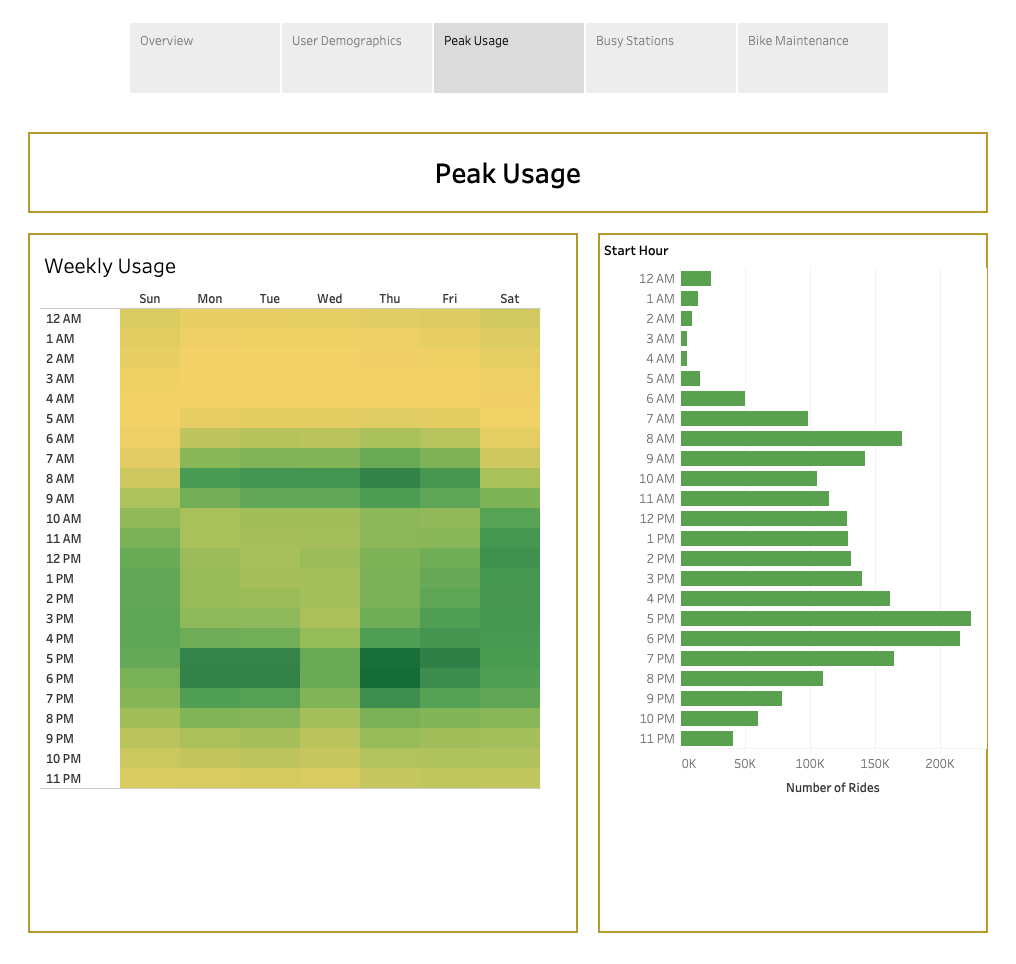 Overview
User Demographics
Peak Usage
Busy Stations
Bike Maintenance
Peak Usage
Weekly Usage
Sun Mon Tue Wed Thu Fri Sat
12 AM
1 AM
2 AM
3 AM
4 AM
5 AM
6 AM
7 AM
8 AM
9 AM
10 AM
11 AM
12 PM
1 PM
2 PM
3 PM
4 PM
5 PM
6 PM
7 PM
8 PM
9 PM
10 PM
11 PM
Start Hour
12 AM
1 AM
2 AM
3 AM
4 AM
5 AM
6 AM
7 AM
8 AM
9 AM
10 AM
11 AM
12 PM
1 PM
2 PM
3 PM
4 PM
5 PM
6 PM
7 PM
8 PM
9 PM
10 PM
11 PM
0K 50K 100K 150K 200K
Number of Rides